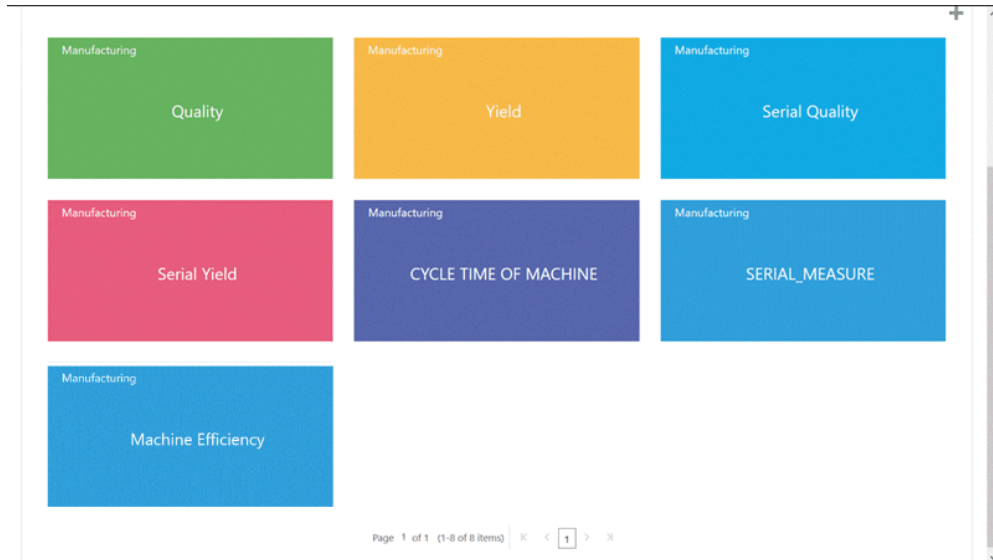 Manufacturing
Quality
Manufacturing
Yield
Manufacturing
Serial Quality
Manufacturing
Serial Yield
Manufacturing
CYCLE TIME OF MACHINE
Manufacturing
SERIAL_MEASURE
Manufacturing
Machine Efficiency
Page 1 of 1 (1-8 of 8 items) 1